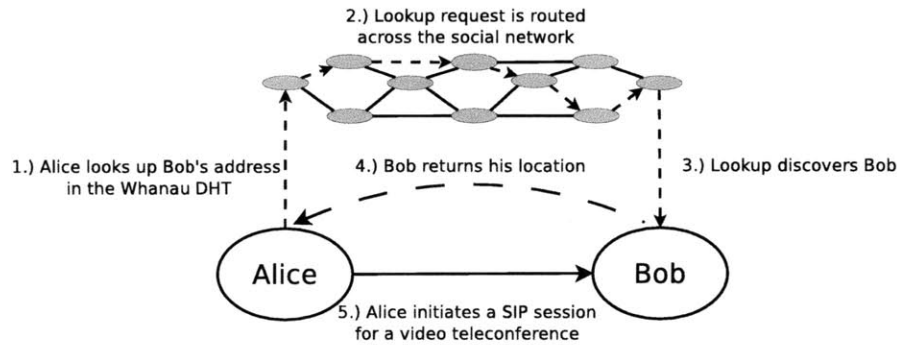 2.) Lookup request is routed
across the social network
1.) Alice looks up Bob's address
in the Whanau DHT
4.) Bob returns his location
3.) Lookup discovers Bob
Alice
Bob
5.) Alice initiates a SIP session
for a video teleconference